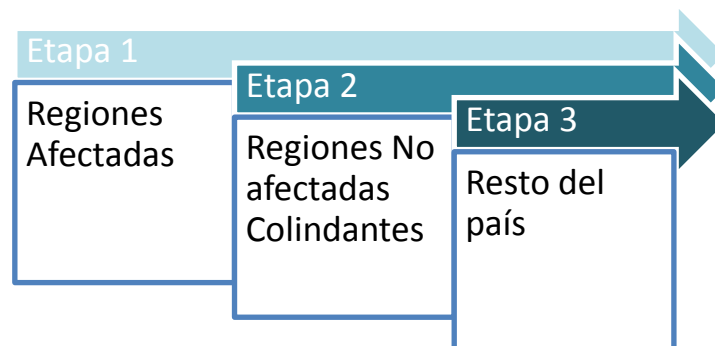 Etapa 1
Regiones
Afectadas
Etapa 2
Regiones No
afectadas
Colindantes
Etapa 3
Resto del
país